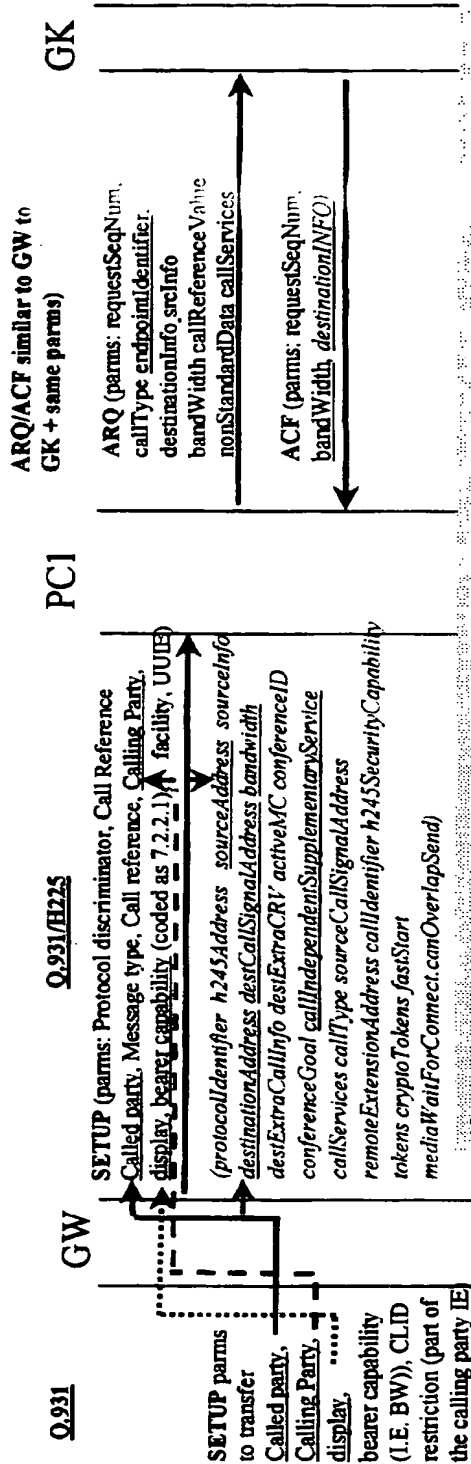 Q.931
Q.931/H225
ARQ/ACF similar to GW to
GK + same parms)
GW
PC1
GK
SETUP parms
to transfer
Called party,
Calling Party,
display,
bearer capability
(I.E. BW)), CLID
restriction (part of
the calling party IE)
SETUP (parms: Protocol discriminator, Call Reference
Called party, Message type, Call reference, Calling Party,
display, bearer capability (coded as 7.2.2.1), facility, UUIE)
(protocolIdentifier h245Address sourceAddress sourceInfo
destinationAddress destCallSignalAddress bandwidth
destExtraCallInfo destExtraCRV activeMC conferenceID
conferenceGoal callIndependentSupplementaryService
callServices callType sourceCallSignalAddress
remoteExtensionAddress callIdentifier h245SecurityCapability
tokens cryptoTokens fastStart
mediaWaitForConnect.canOverlapSend)
ARQ (parms: requestSeqNum,
callType endpointIdentifier.
destinationInfo srcInfo
bandWidth callReferenceValue
nonStandardData callServices
ACF (parms: requestSeqNum.
bandWidth, destinationINFO)